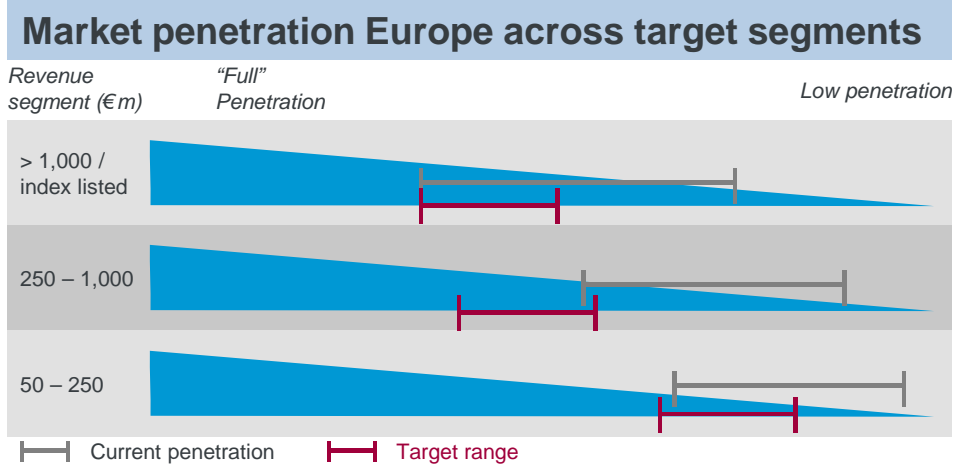 Market penetration Europe across target segments
Revenue
segment (€ m)
“Full”
Penetration
Low penetration
> 1,000 /
index listed
250 – 1,000
50 – 250
Current penetration
Target range